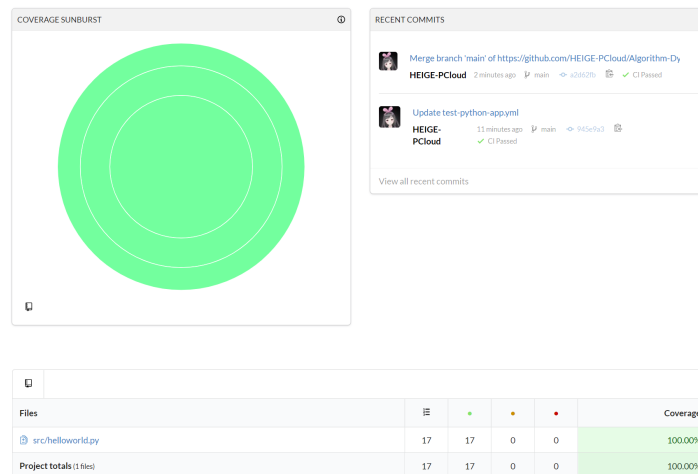 COVERAGE SUNBURST
RECENT COMMITS
Merge branch 'main' of https://github.com/HEIGE-PCloud/Algorithm-Dy
HEIGE-PCloud 2 minutes ago main a2d62fb CI Passed
Update test-python-app.yml
HEIGE-PCloud 11 minutes ago main 945e9a3
CI Passed
View all recent commits
Files Coverage
src/helloworld.py 17 17 0 0 100.00%
Project totals (1 files) 17 17 0 0 100.00%